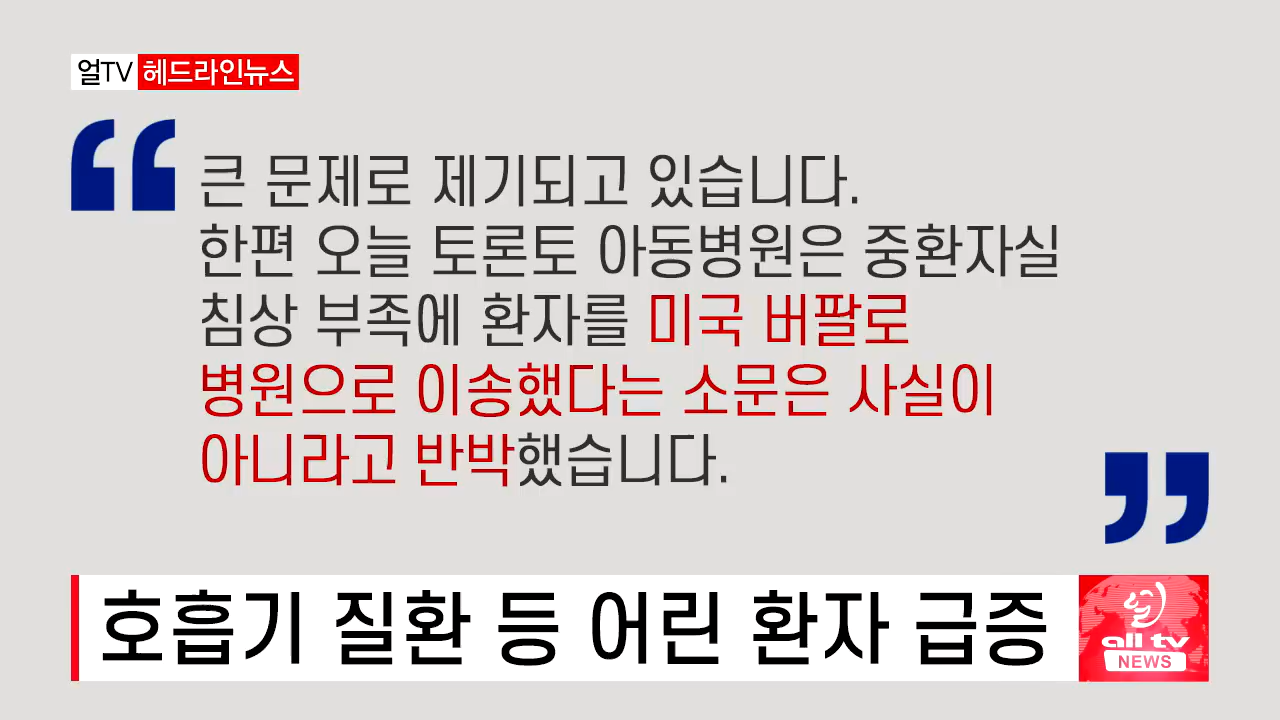 얼TV 헤드라인뉴스
큰 문제로 제기되고 있습니다.
한편 오늘 토론토 아동병원은 중환자실
침상 부족에 환자를 미국 버팔로
병원으로 이송했다는 소문은 사실이
아니라고 반박했습니다.
호흡기 질환 등 어린 환자 급증
all tv
NEWS